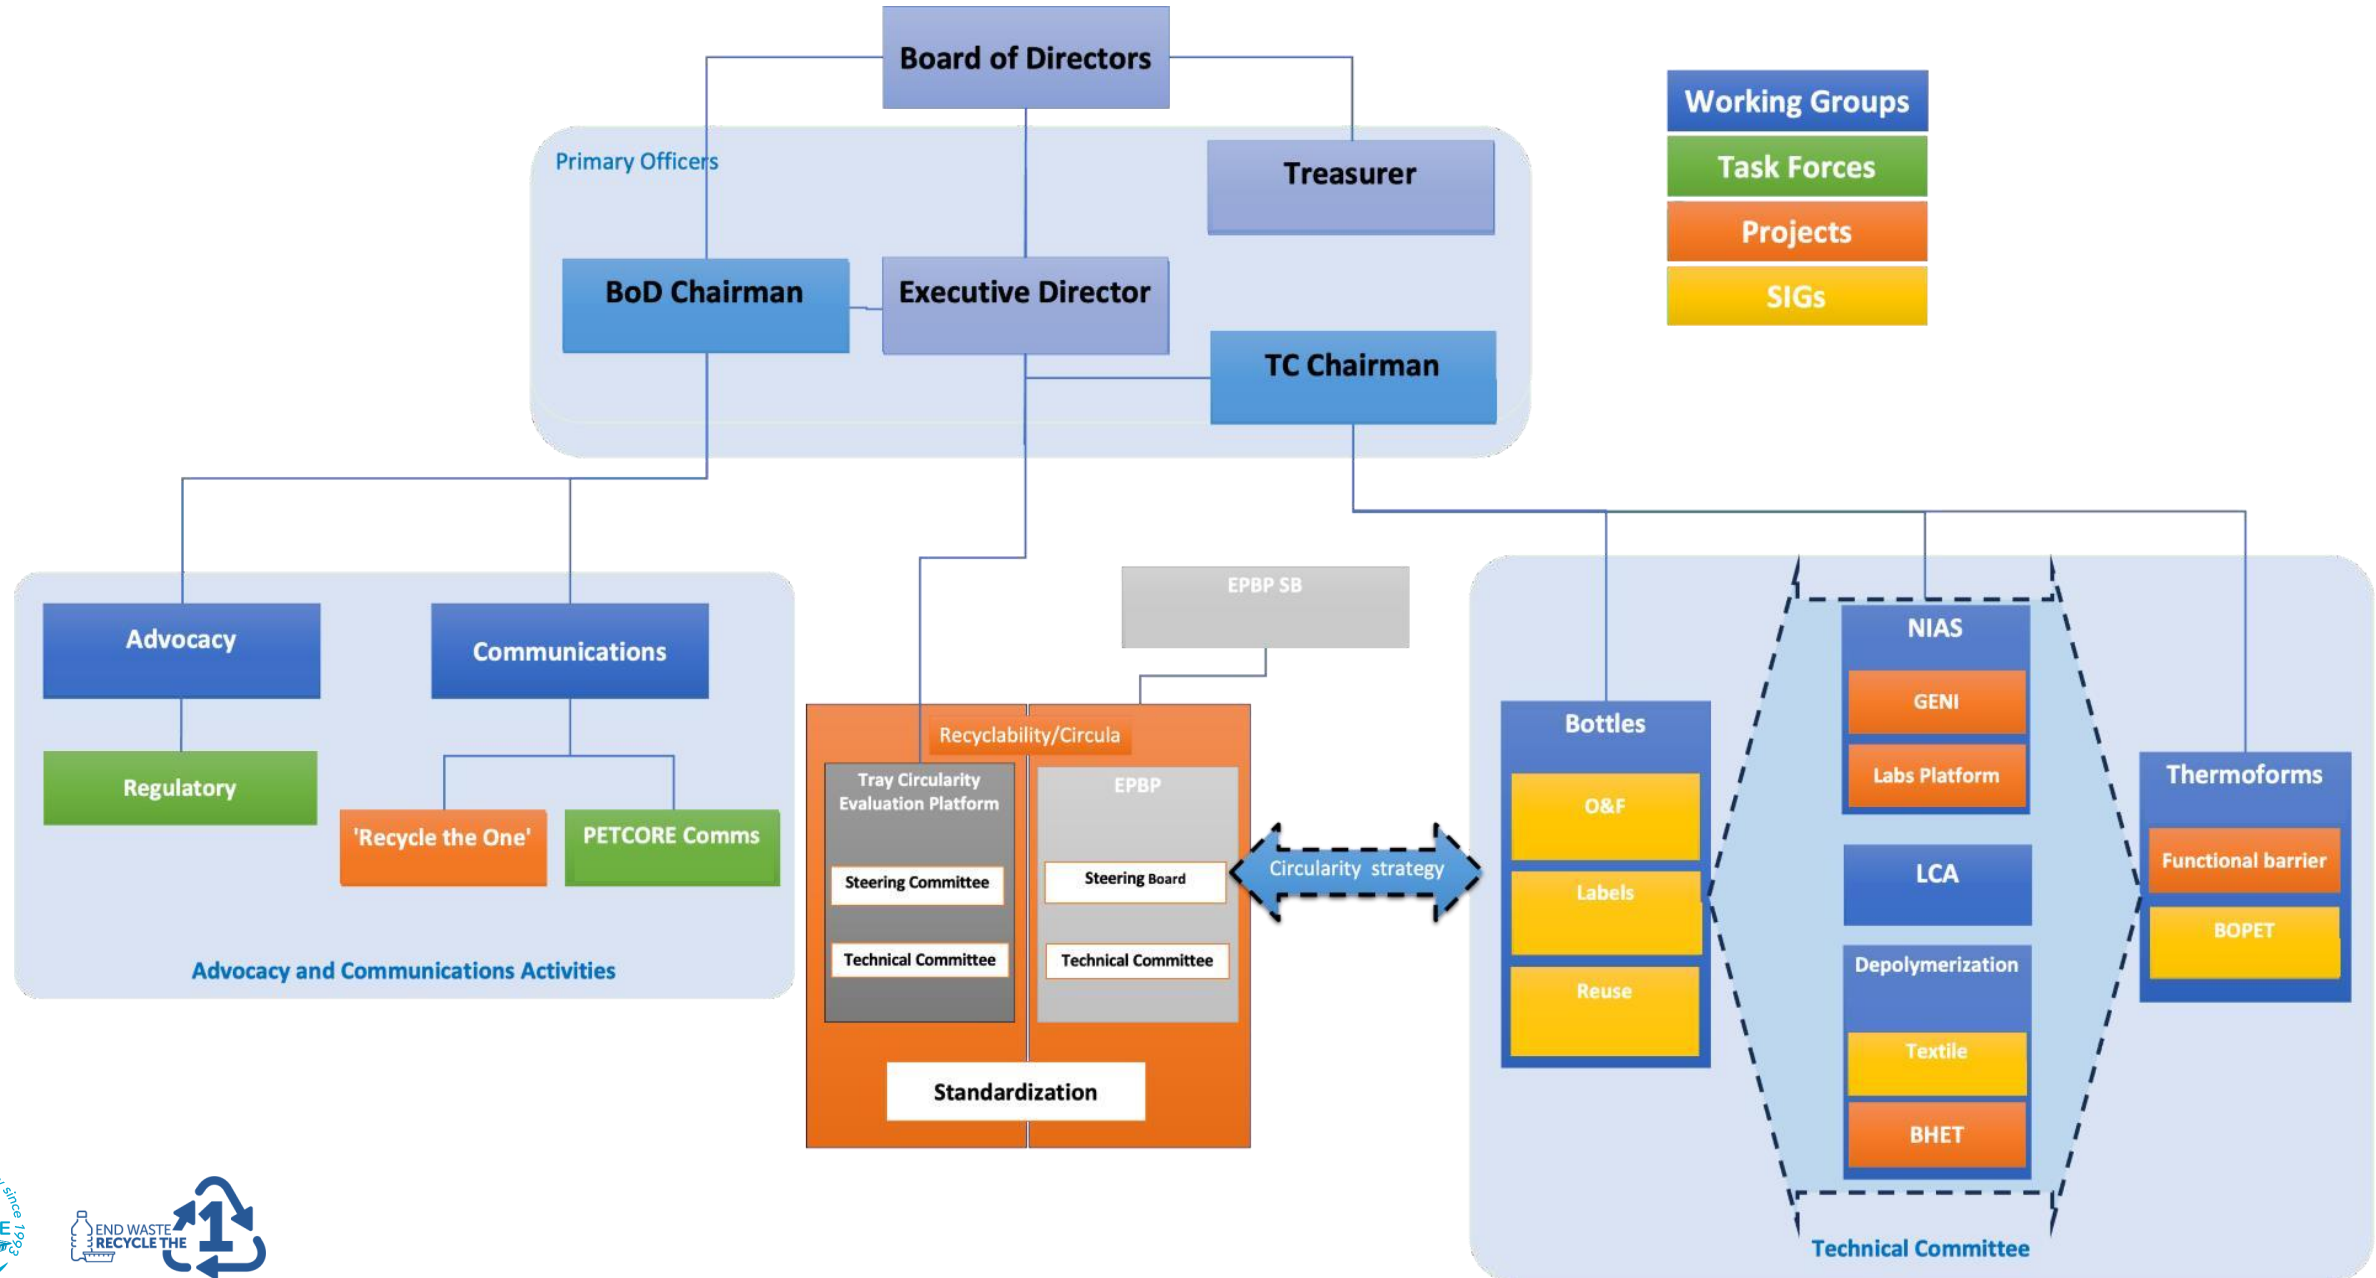 Board of Directors
Primary Officers
Treasurer
BoD Chairman
Executive Director
TC Chairman
Working Groups
Task Forces
Projects
SIGs
Advocacy
Communications
Regulatory
'Recycle the One'
PETCORE Comms
Advocacy and Communications Activities
EPBP SB
Recyclability/Circula
Tray Circularity
Evaluation Platform
Steering Committee
Technical Committee
EPBP
Steering Board
Technical Committee
Standardization
Circularity strategy
Bottles
O&F
Labels
Reuse
NIAS
GENI
Labs Platform
LCA
Depolymerization
Textile
BHET
Thermoforms
Functional barrier
BOPET
Technical Committee
since 1993
END WASTE
RECYCLE THE
1